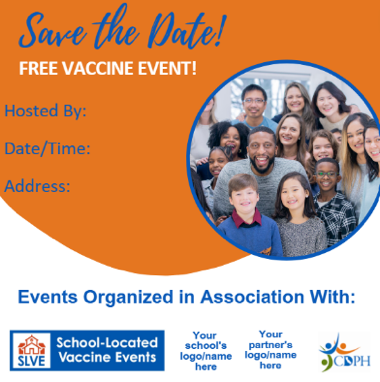 Save the Date!
FREE VACCINE EVENT!
Hosted By:
Date/Time:
Address:
Events Organized in Association With:
SLVE
School-Located
Vaccine Events
Your
school's
logo/name
here
Your
partner's
logo/name
here
CDPH